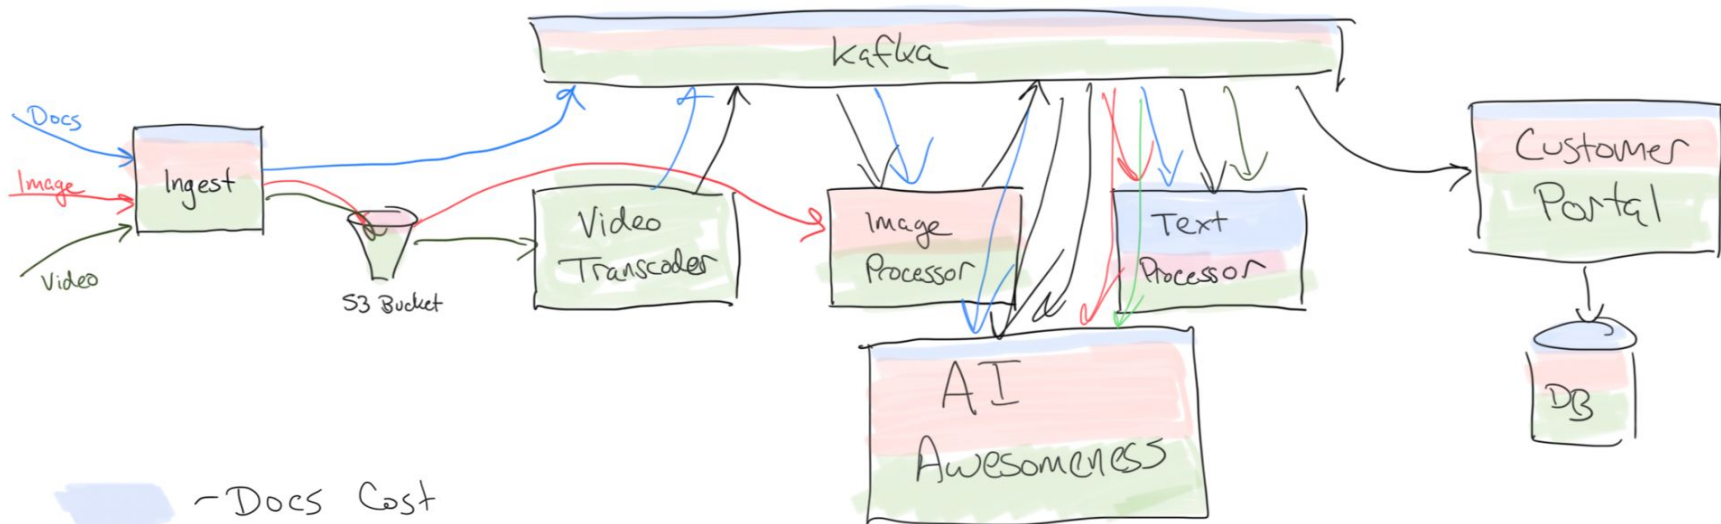 Kafka
Docs
Image
Video
Ingest
S3 Bucket
Video
Transcoder
Image
Processor
Text
Processor
Customer
Portal
AI
Awesomeness
DB
- Docs Cost